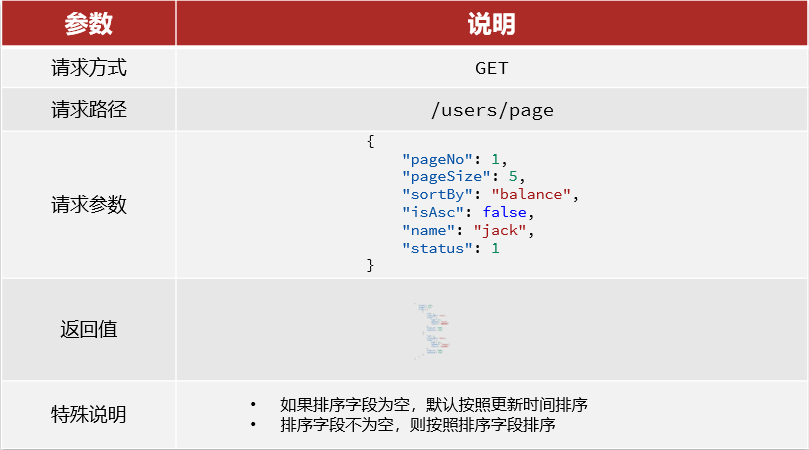 参数 说明
请求方式 GET
请求路径 /users/page
请求参数
{
"pageNo": 1,
"pageSize": 5,
"sortBy": "balance",
"isAsc": false,
"name": "jack",
"status": 1
}
返回值
特殊说明
• 如果排序字段为空，默认按照更新时间排序
• 排序字段不为空，则按照排序字段排序